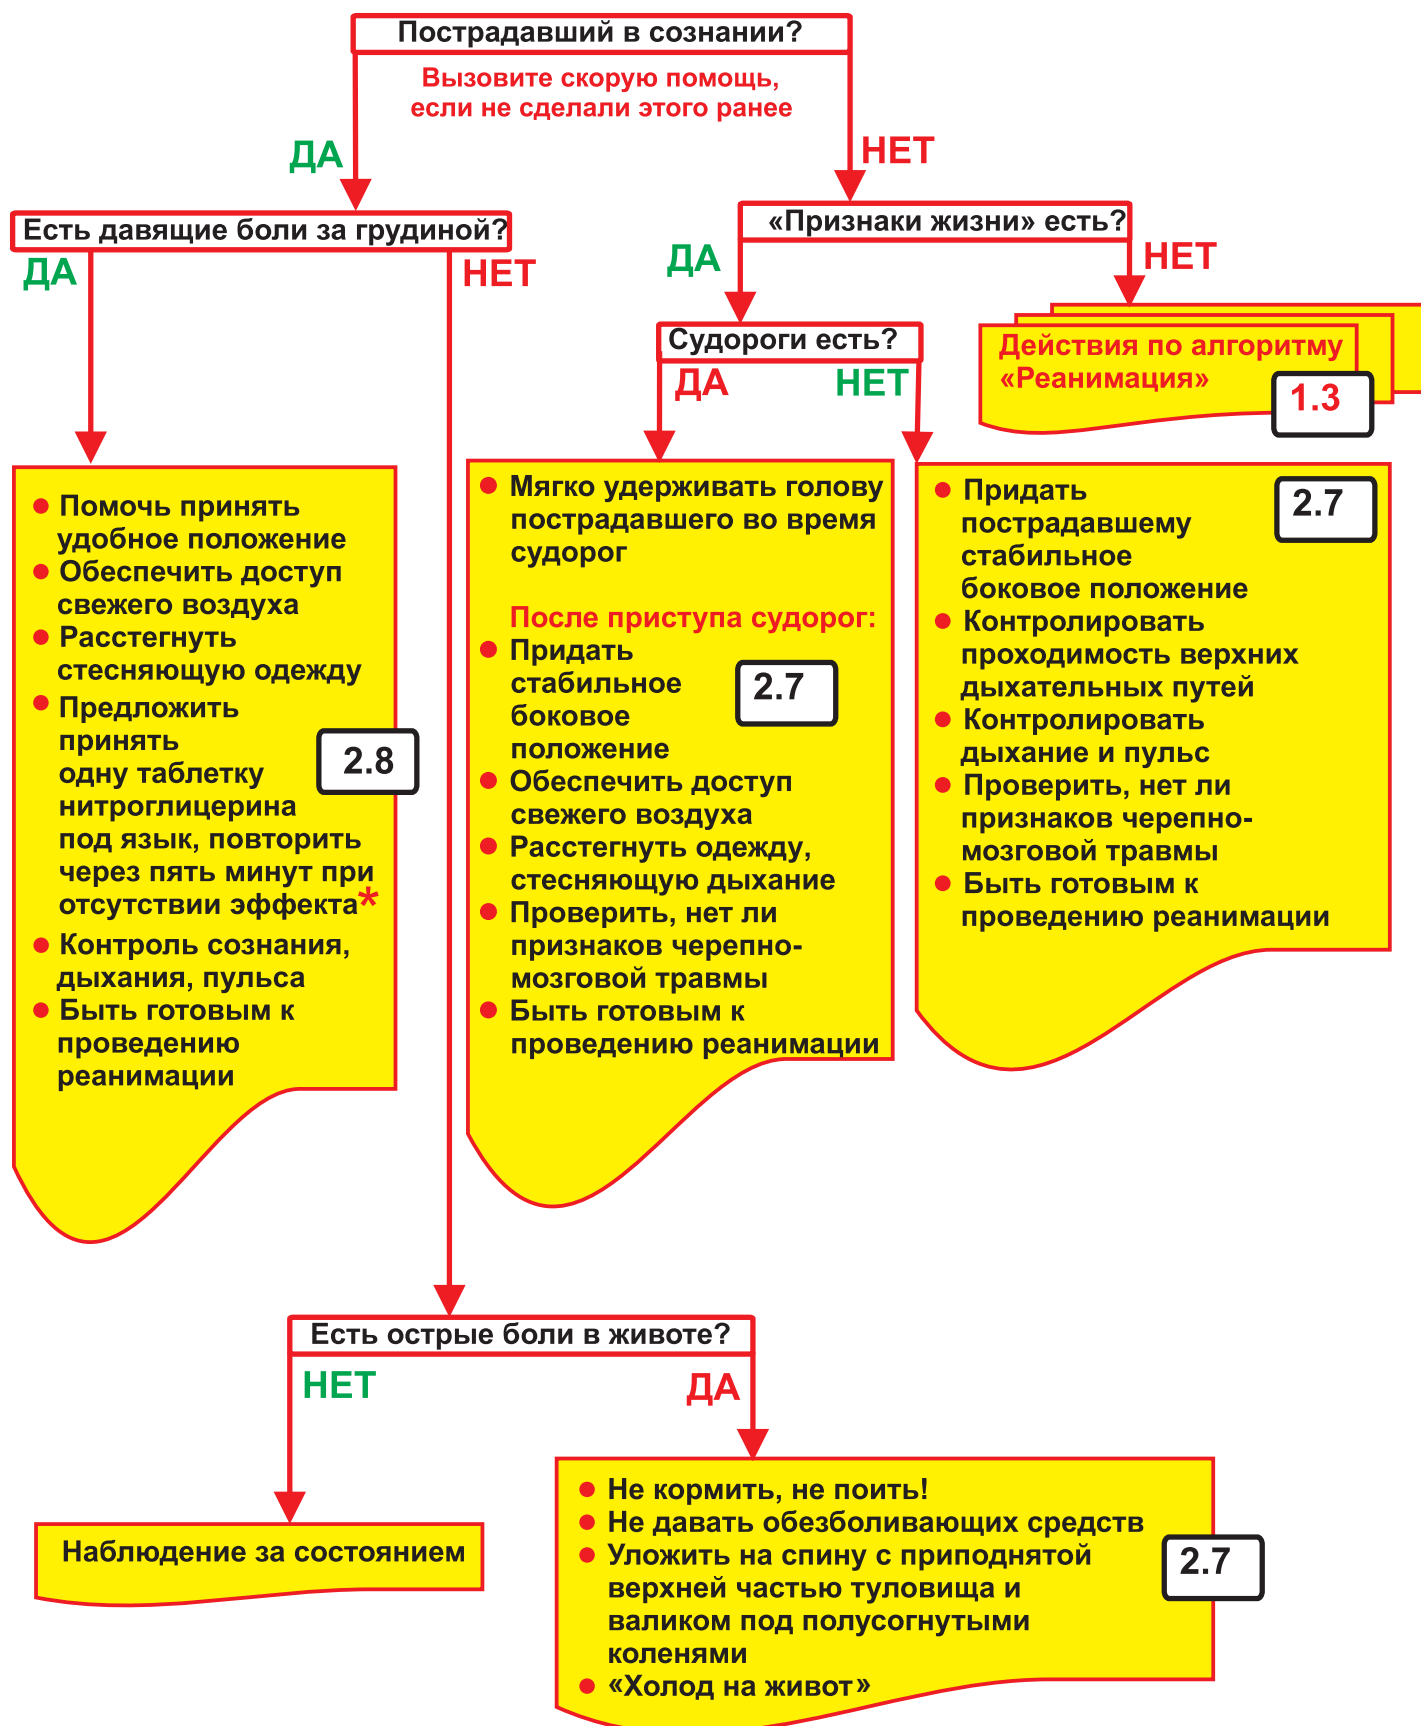 Пострадавший в сознании?
Вызовите скорую помощь,
если не сделали этого ранее
ДА
НЕТ
Есть давящие боли за грудиной?
«Признаки жизни» есть?
ДА
НЕТ
ДА
НЕТ
Судороги есть?
ДА
НЕТ
Действия по алгоритму
«Реанимация»
1.3
Помочь принять
удобное положение
Обеспечить доступ
свежего воздуха
Расстегнуть
стесняющую одежду
Предложить
принять
одну таблетку
нитроглицерина
под язык, повторить
через пять минут при
отсутствии эффекта*
2.8
Контроль сознания,
дыхания, пульса
Быть готовым к
проведению
реанимации
Мягко удерживать голову
пострадавшего во время
судорог
После приступа судорог:
Придать
стабильное
боковое
положение
2.7
Обеспечить доступ
свежего воздуха
Расстегнуть одежду,
стесняющую дыхание
Проверить, нет ли
признаков черепно-
мозговой травмы
Быть готовым к
проведению реанимации
Придать
пострадавшему
стабильное
боковое положение
2.7
Контролировать
проходимость верхних
дыхательных путей
Контролировать
дыхание и пульс
Проверить, нет ли
признаков черепно-
мозговой травмы
Быть готовым к
проведению реанимации
Есть острые боли в животе?
НЕТ
ДА
Наблюдение за состоянием
Не кормить, не поить!
Не давать обезболивающих средств
Уложить на спину с приподнятой
верхней частью туловища и
валиком под полусогнутыми
коленями
«Холод на живот»
2.7